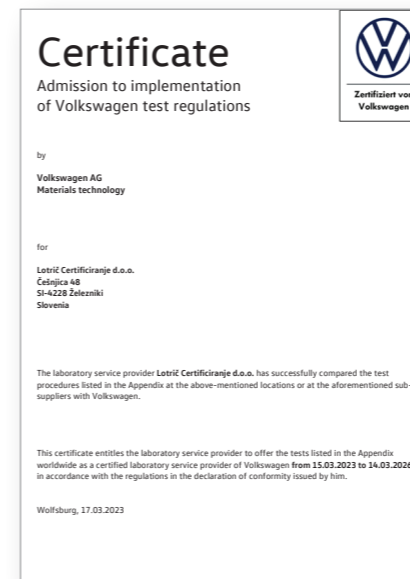 Certificate
Admission to implementation
of Volkswagen test regulations
Zertifiziert von
Volkswagen
by
Volkswagen AG
Materials technology
for
Lotrič Certificiranje d.o.o.
Češnjica 48
SI-4228 Železniki
Slovenia
The laboratory service provider Lotrič Certificiranje d.o.o. has successfully compared the test
procedures listed in the Appendix at the above-mentioned locations or at the aforementioned sub-
suppliers with Volkswagen.
This certificate entitles the laboratory service provider to offer the tests listed in the Appendix
worldwide as a certified laboratory service provider of Volkswagen from 15.03.2023 to 14.03.2026
in accordance with the regulations in the declaration of conformity issued by him.
Wolfsburg, 17.03.2023